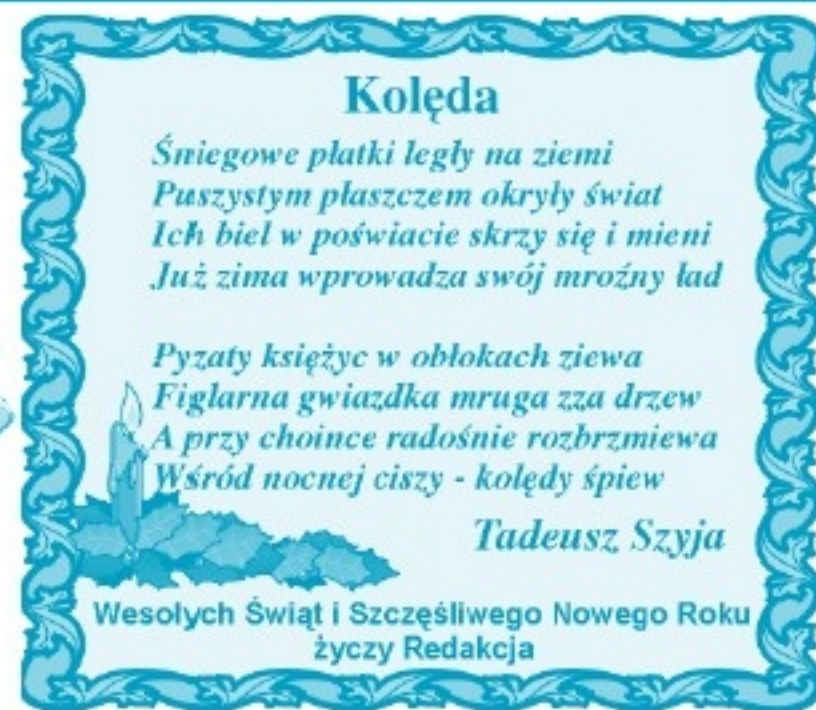 Kolęda
Śniegowe płatki legły na ziemi
Puszystym płaszczem okryły świat
Ich biel w poświacie skrzy się i mieni
Już zima wprowadza swój mroźny ład
Pyzaty księżyc w obłokach ziewa
Figlarna gwiazdka mruga zza drzew
A przy choince radośnie rozbrzmiewa
Wśród nocnej ciszy - kolędy śpiew
Tadeusz Szyja
Wesołych Świąt i Szczęśliwego Nowego Roku
życzy Redakcja